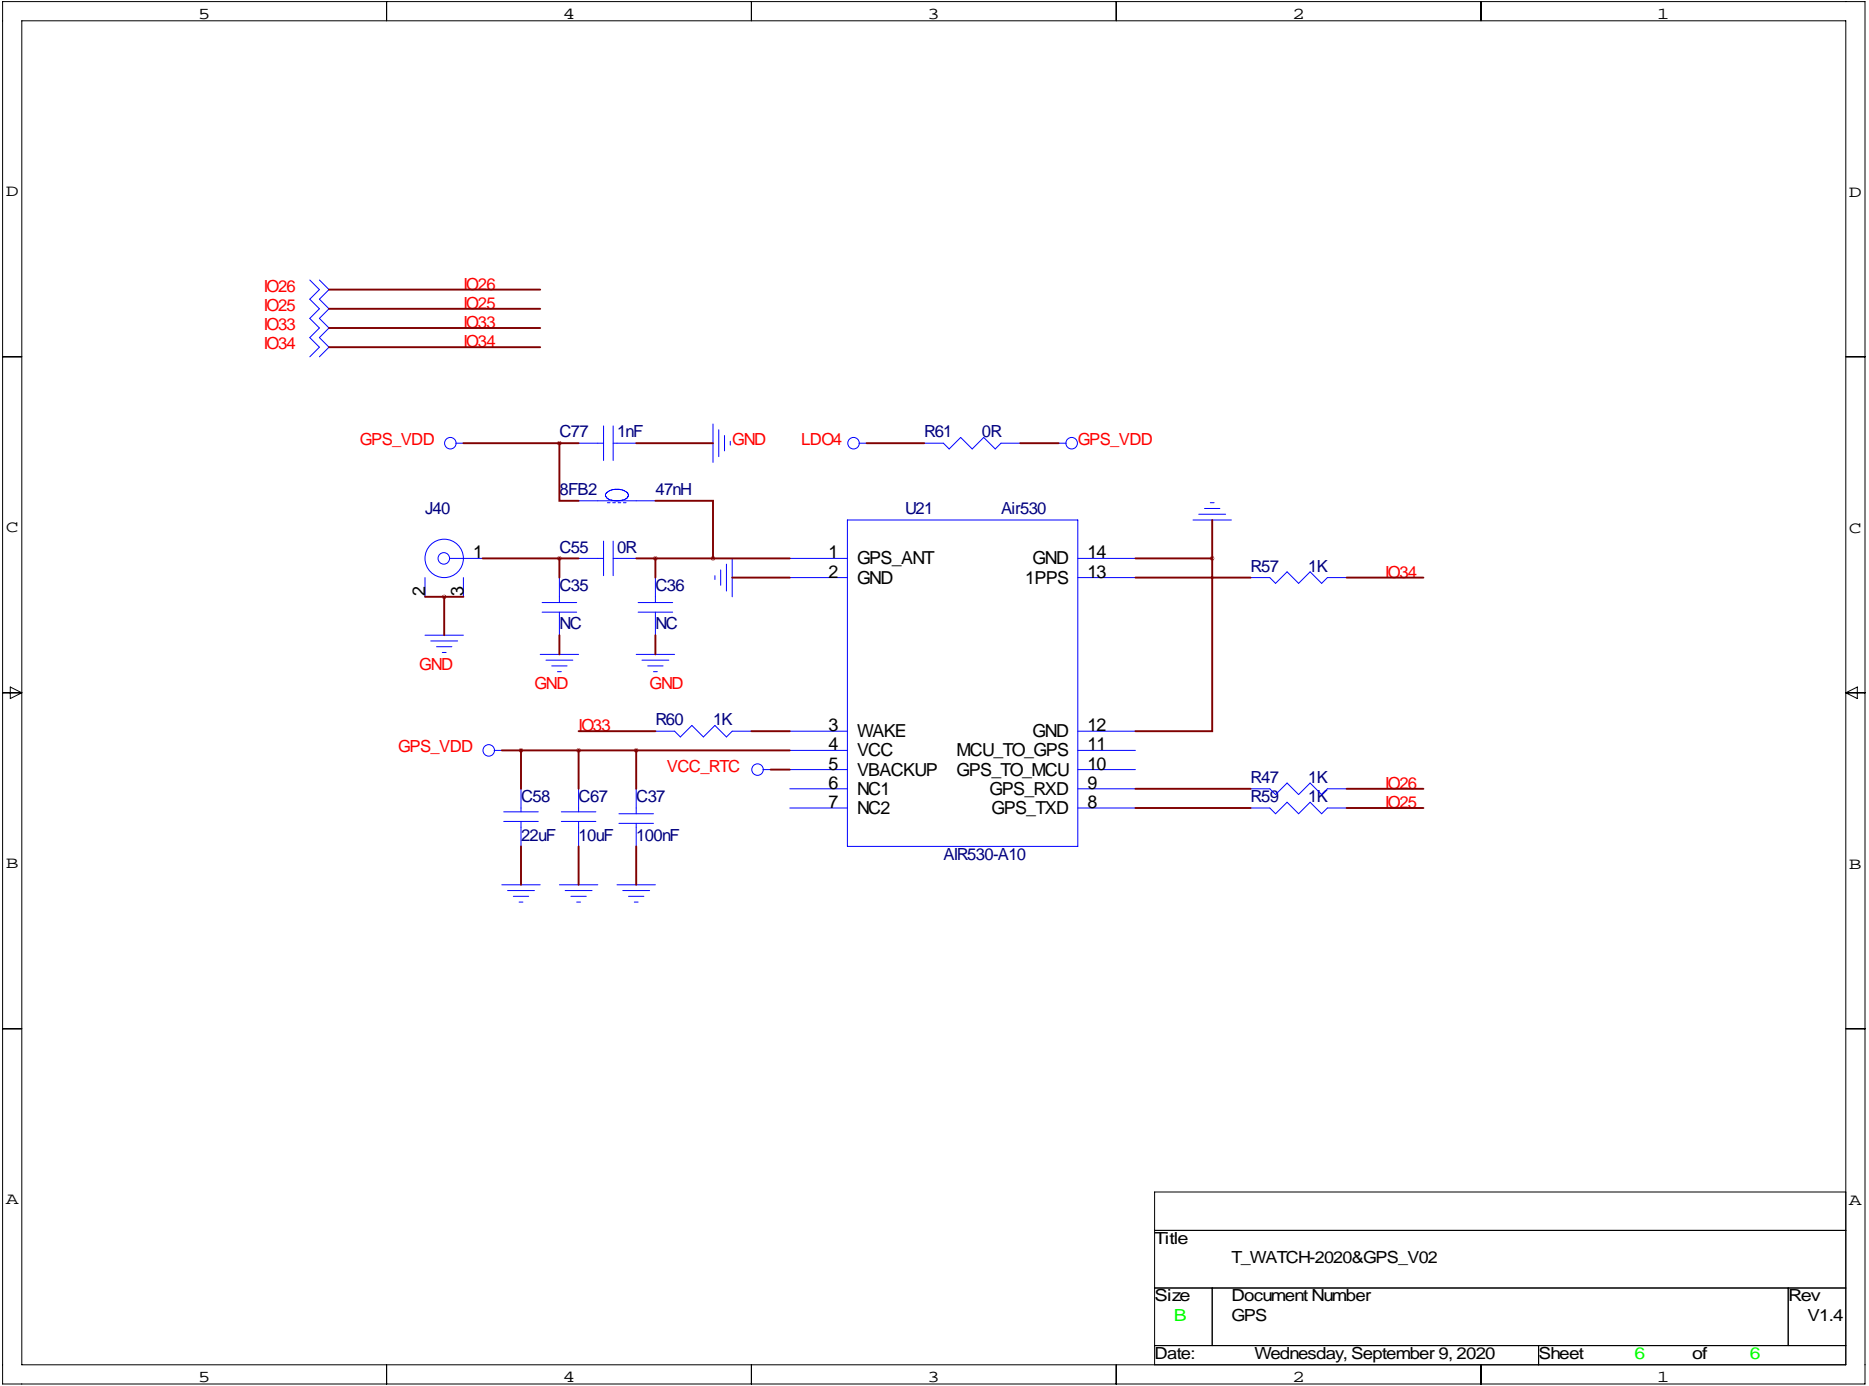 5 4 3 2 1
D D
IO26 IO26
IO25 IO25
IO33 IO33
IO34 IO34
GPS_VDD C77 1nF GND LDO4 R61 0R GPS_VDD
8FB2 47nH
J40 U21 Air530
C C
1 C55 0R 1 GPS_ANT GND 14
2 GND 1PPS 13 R57 1K IO34
2 3 C35 C36
NC NC
GND
GND GND
IO33 R60 1K 3 WAKE GND 12
GPS_VDD 4 VCC MCU_TO_GPS 11
VCC_RTC 5 VBACKUP GPS_TO_MCU 10
6 NC1 GPS_RXD 9 R47 1K IO26
7 NC2 GPS_TXD 8 R59 1K IO25
C58 C67 C37
22uF 10uF 100nF
AIR530-A10
B B
A A
Title
T_WATCH-2020&GPS_V02
Size Document Number Rev
B GPS V1.4
Date: Wednesday, September 9, 2020 Sheet 6 of 6
5 4 3 2 1